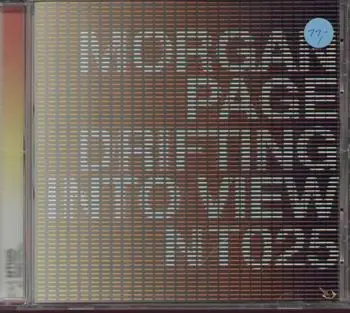 MORGAN
PAGE
DRIFTING
INTO VIEW
NT025